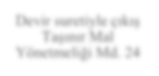 Devir suretiyle çıkış
Taşınır Mal
Yönetmeliği Md. 24